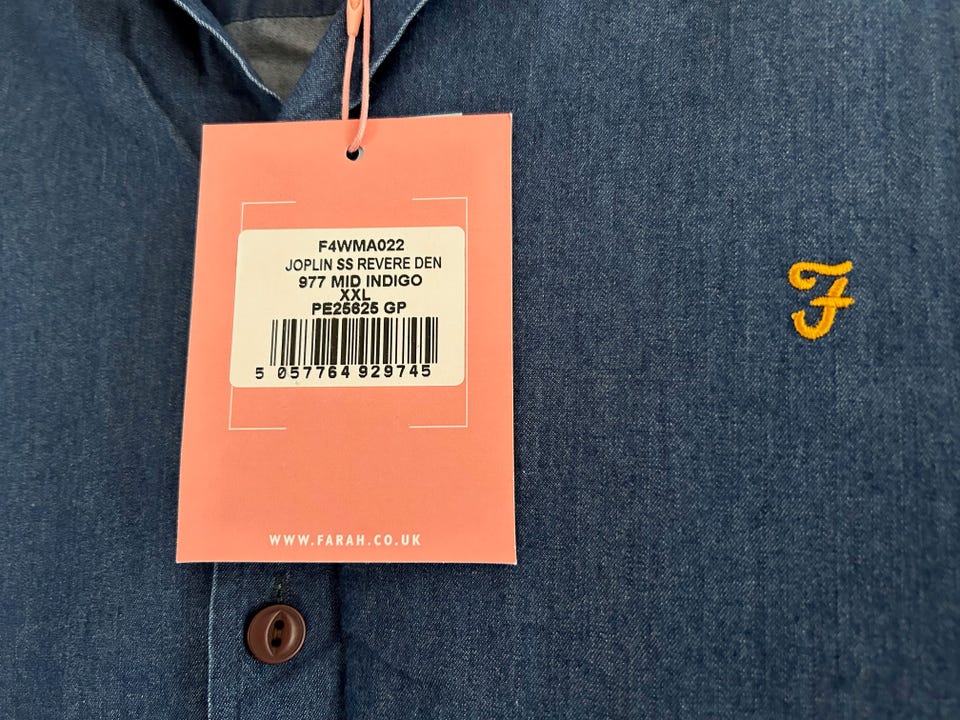 F4WMA022
JOPLIN SS REVERE DEN
977 MID INDIGO
XXL
PE25625 GP
5 057764 929745
WWW.FARAH.CO.UK
F